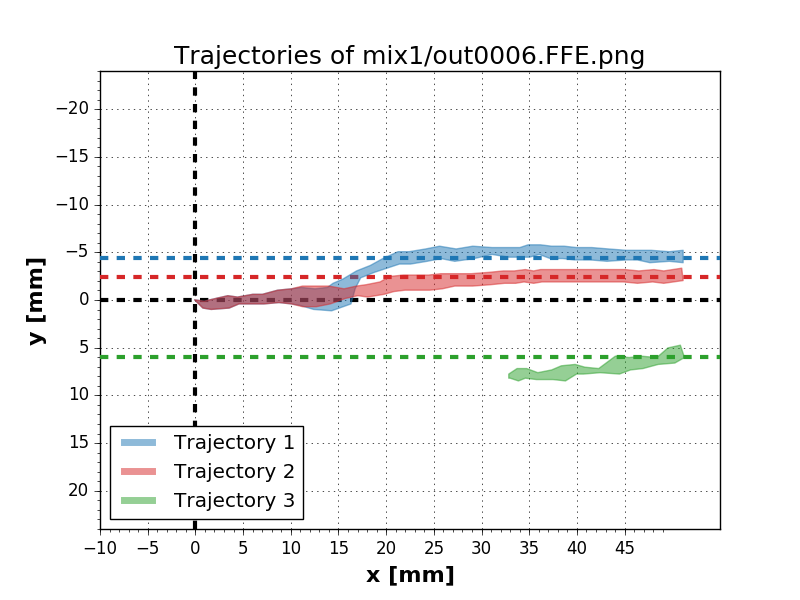 Trajectories of mix1/out0006.FFE.png
−20
−15
−10
−5
0
5
10
15
20
y [mm]
Trajectory 1
Trajectory 2
Trajectory 3
−10 −5 0 5 10 15 20 25 30 35 40 45
x [mm]